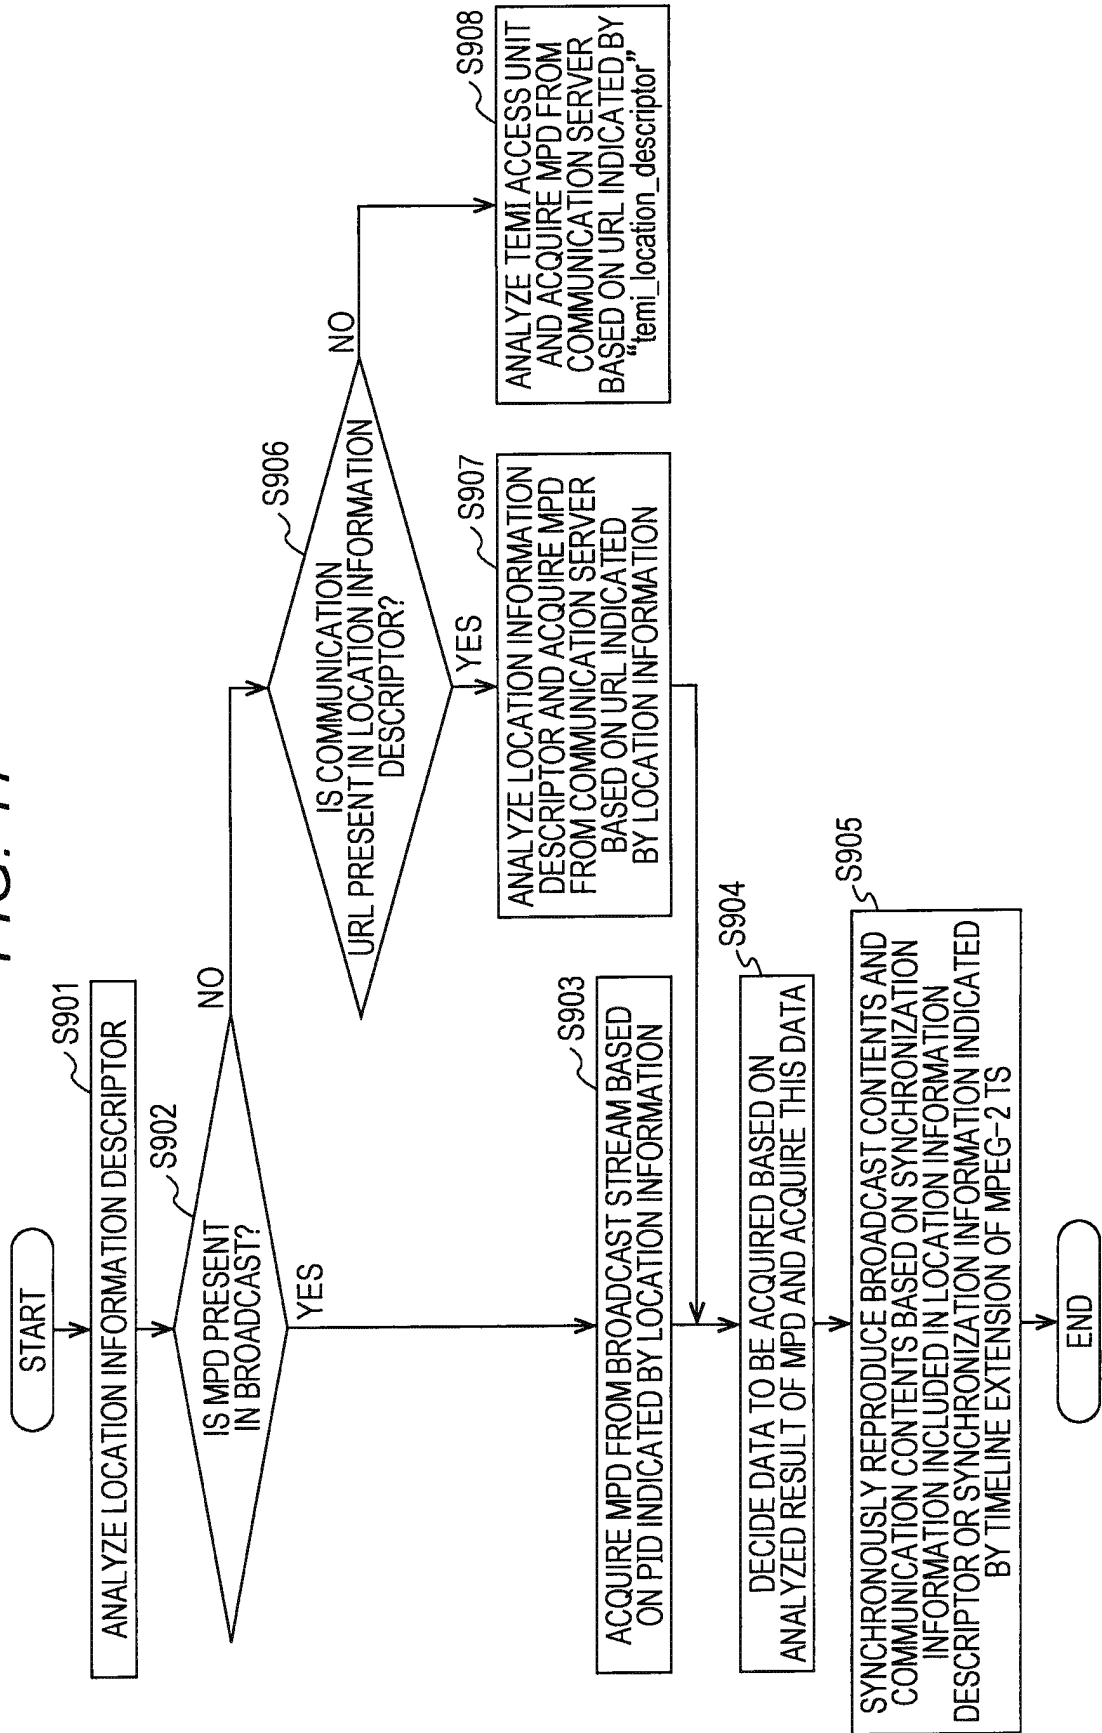 FIG.
START
S901
ANALYZE LOCATION INFORMATION DESCRIPTOR
S902
IS MPD PRESENT
IN BROADCAST?
NO
YES
S906
IS COMMUNICATION
URL PRESENT IN LOCATION INFORMATION
DESCRIPTOR?
NO
YES
S903
ACQUIRE MPD FROM BROADCAST STREAM BASED
ON PID INDICATED BY LOCATION INFORMATION
S907
ANALYZE LOCATION INFORMATION
DESCRIPTOR AND ACQUIRE MPD
FROM COMMUNICATION SERVER
BASED ON URL INDICATED
BY LOCATION INFORMATION
S908
ANALYZE TEMI ACCESS UNIT
AND ACQUIRE MPD FROM
COMMUNICATION SERVER
BASED ON URL INDICATED BY
“temi_location_descriptor”
S904
DECIDE DATA TO BE ACQUIRED BASED ON
ANALYZED RESULT OF MPD AND ACQUIRE THIS DATA
S905
SYNCHRONOUSLY REPRODUCE BROADCAST CONTENTS AND
COMMUNICATION CONTENTS BASED ON SYNCHRONIZATION
INFORMATION INCLUDED IN LOCATION INFORMATION
DESCRIPTOR OR SYNCHRONIZATION INFORMATION INDICATED
BY TIMELINE EXTENSION OF MPEG-2 TS
END